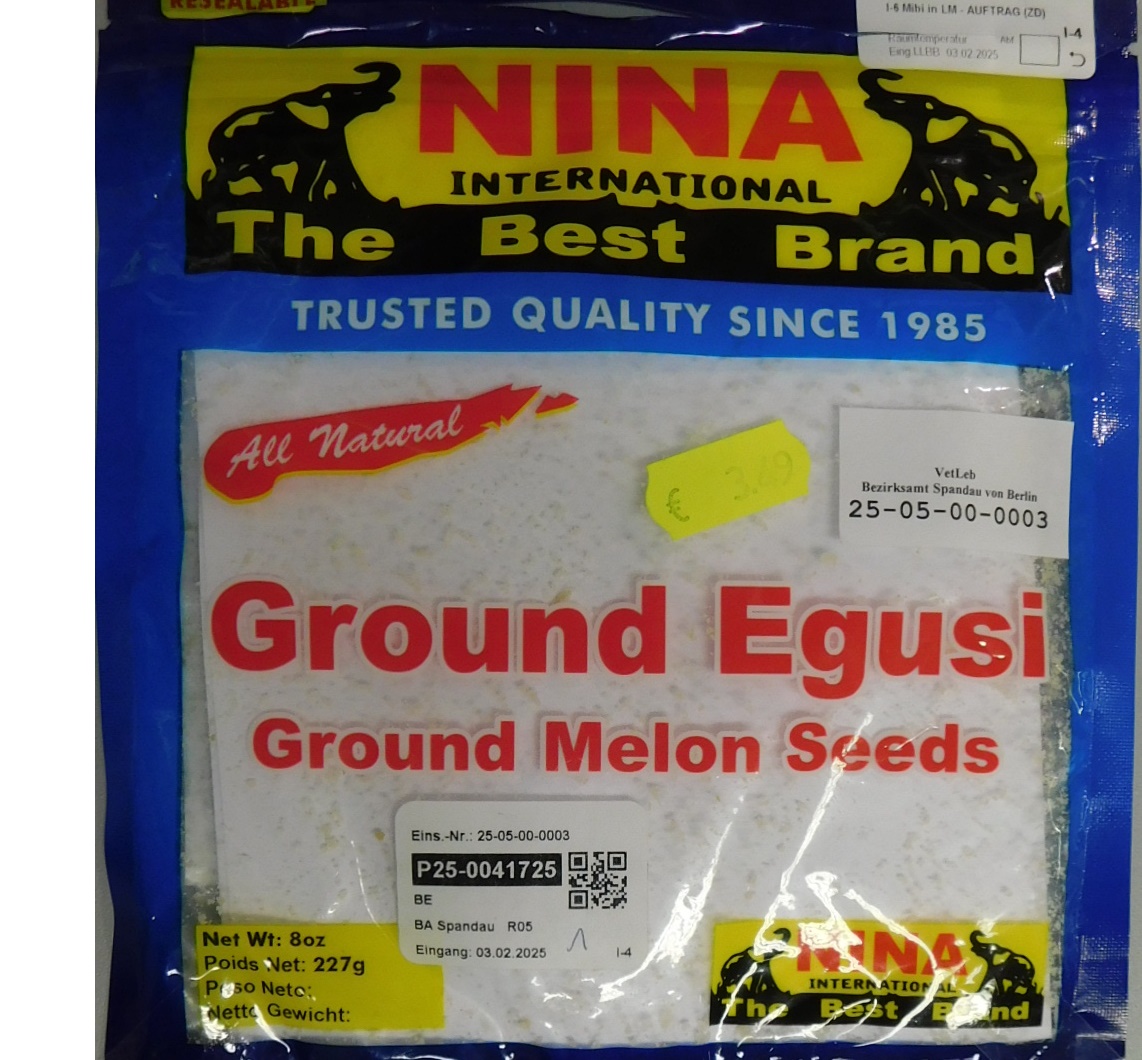 RESEALABLE
I-6 Mibi in LM - AUFTRAG (ZD)
Raumtemperatur AM I-4
Eing.LLBB 03.02.2025
NINA
INTERNATIONAL
The Best Brand
TRUSTED QUALITY SINCE 1985
All Natural
€ 3.49
VetLeb
Bezirksamt Spandau von Berlin
25-05-00-0003
Ground Egusi
Ground Melon Seeds
Eins.-Nr.: 25-05-00-0003
P25-0041725
BE
BA Spandau R05
Eingang: 03.02.2025 I-4
Net Wt: 8oz
Poids Net: 227g
Peso Neto:
Netto Gewicht:
NINA
INTERNATIONAL
The Best Brand